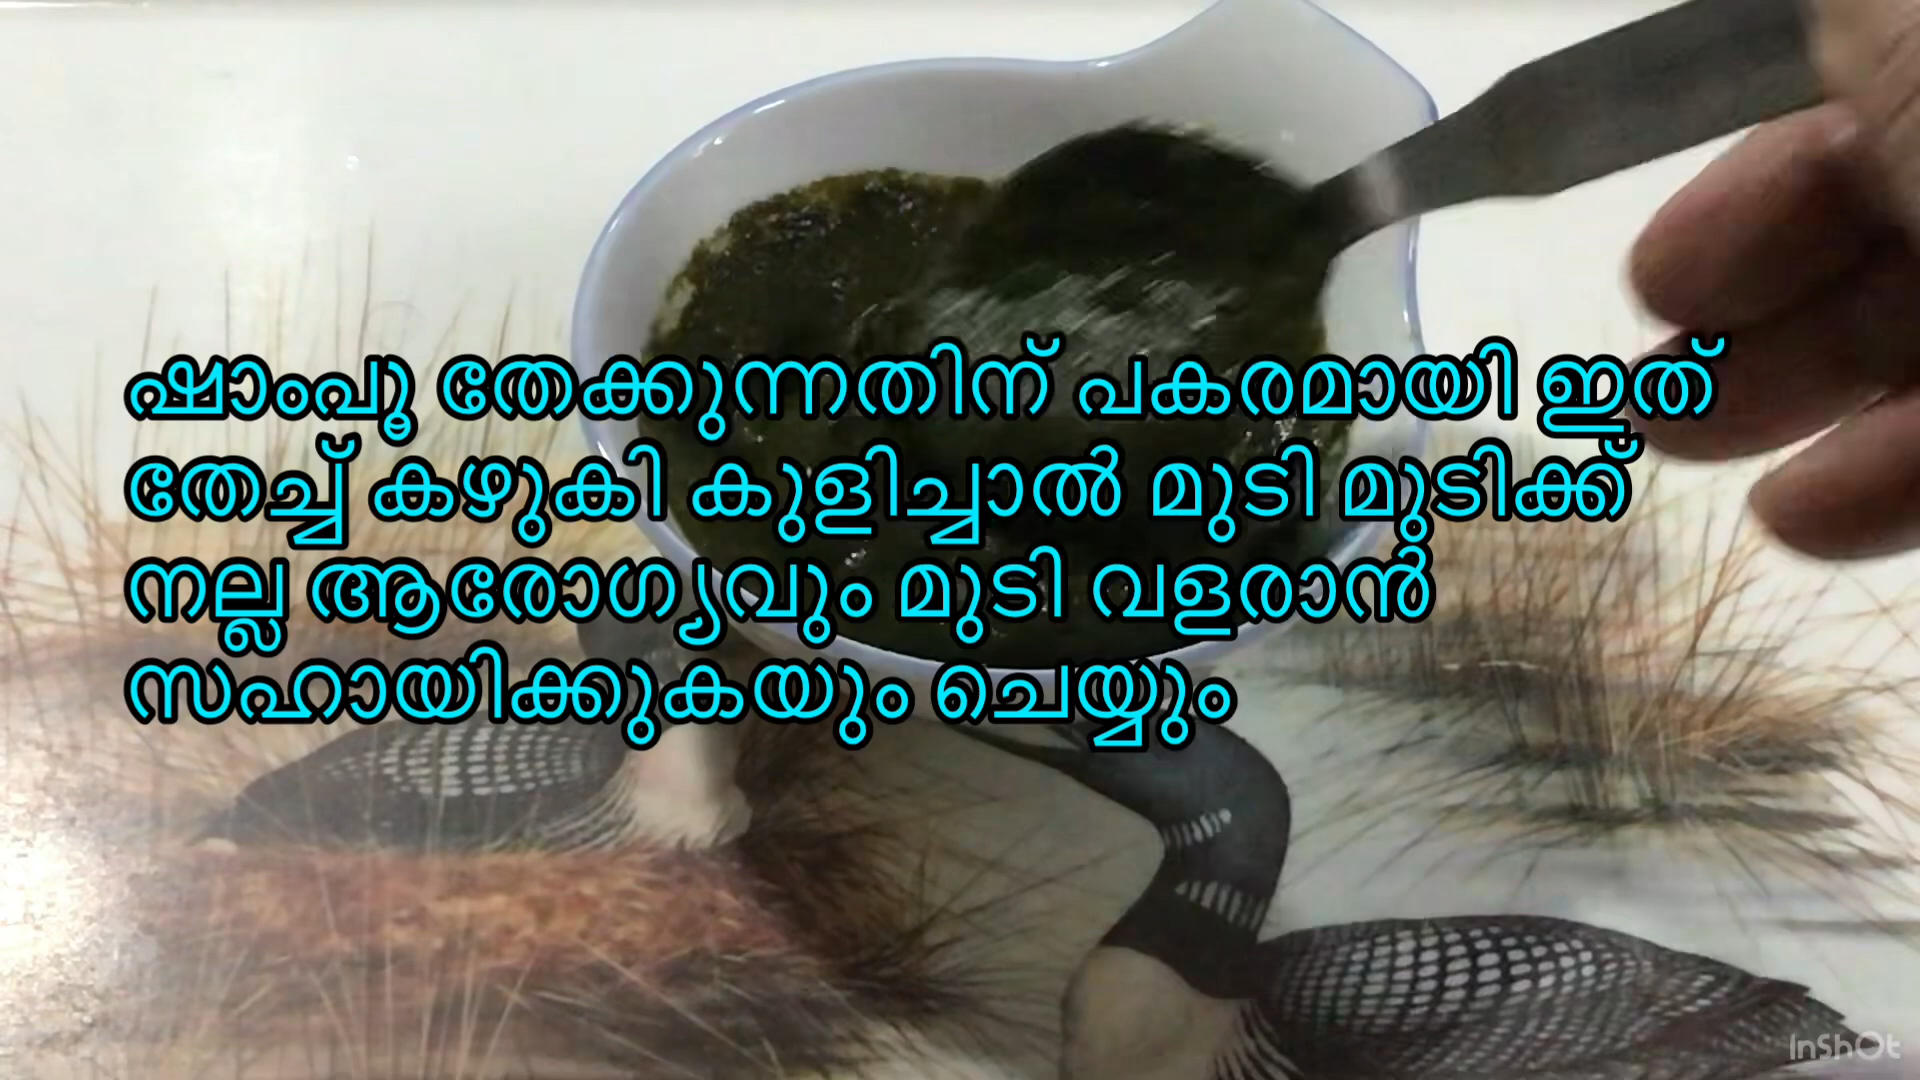 ഷാംപൂ തേക്കുന്നതിന് പകരമായി ഇത്
തേച്ച് കഴുകി കുളിച്ചാൽ മുടി മുടിക്ക്
നല്ല ആരോഗ്യവും മുടി വളരാൻ
സഹായിക്കുകയും ചെയ്യും
InShOt